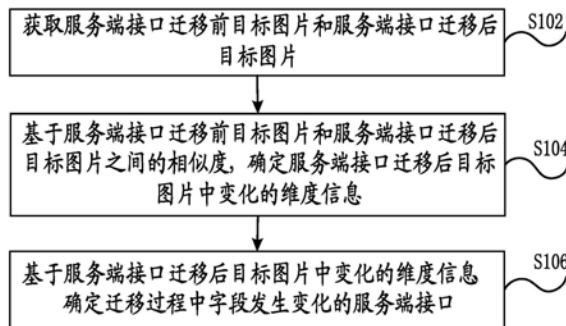 获取服务端接口迁移前目标图片和服务端接口迁移后
目标图片
S102
基于服务端接口迁移前目标图片和服务端接口迁移后
目标图片之间的相似度,确定服务端接口迁移后目标
图片中变化的维度信息
S104
基于服务端接口迁移后目标图片中变化的维度信息
确定迁移过程中字段发生变化的服务端接口
S106